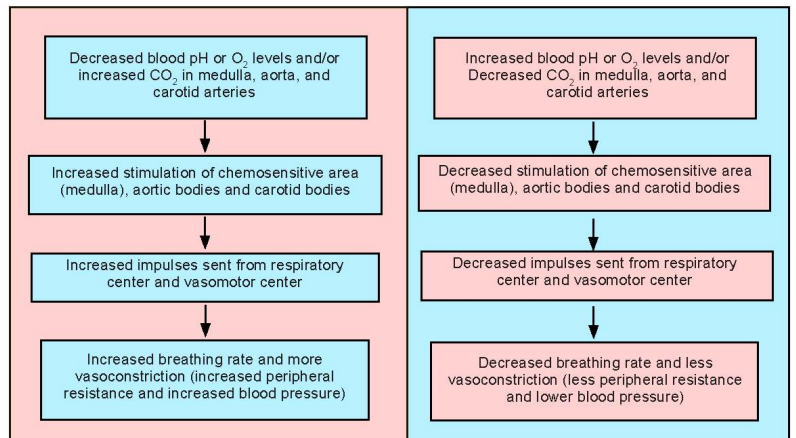 Decreased blood pH or O₂ levels and/or
increased CO₂ in medulla, aorta, and
carotid arteries
Increased stimulation of chemosensitive area
(medulla), aortic bodies and carotid bodies
Increased impulses sent from respiratory
center and vasomotor center
Increased breathing rate and more
vasoconstriction (increased peripheral
resistance and increased blood pressure)
Increased blood pH or O₂ levels and/or
Decreased CO₂ in medulla, aorta, and
carotid arteries
Decreased stimulation of chemosensitive area
(medulla), aortic bodies and carotid bodies
Decreased impulses sent from respiratory
center and vasomotor center
Decreased breathing rate and less
vasoconstriction (less peripheral resistance
and lower blood pressure)